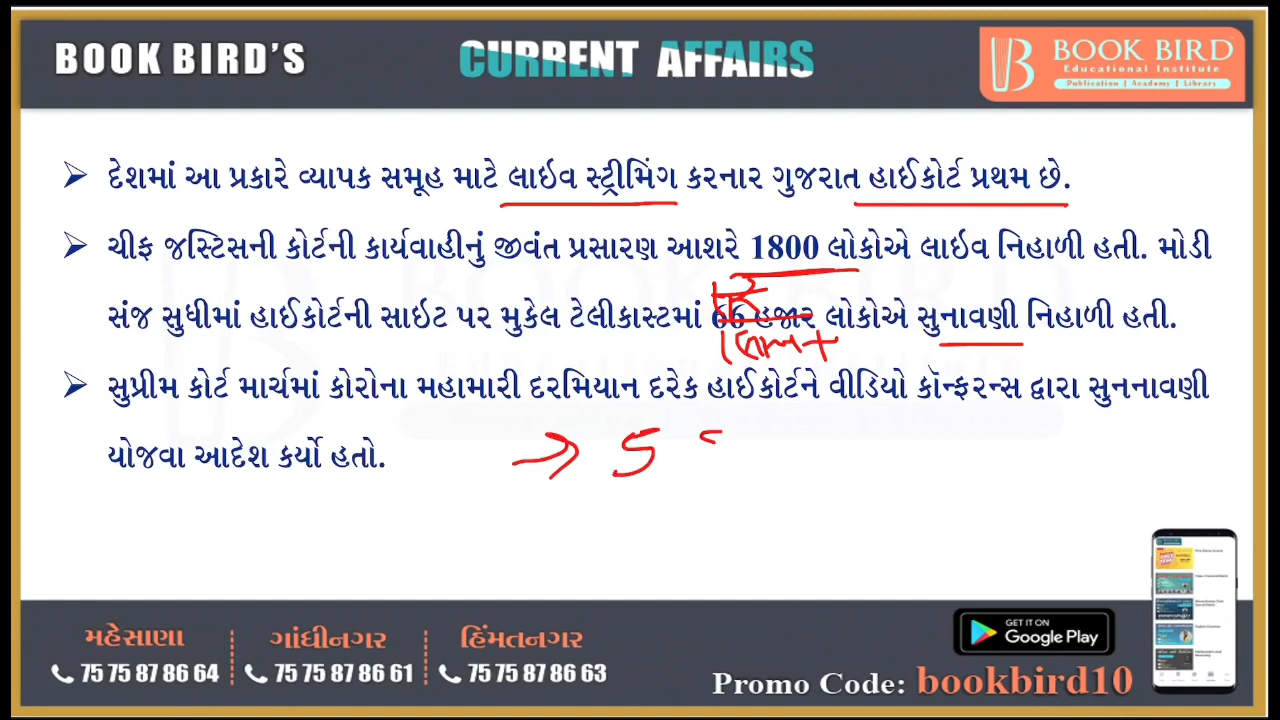 BOOK BIRD'S
CURRENT AFFAIRS
BOOK BIRD
Educational Institute
Publication | Academy | Library
➢ દેશમાં આ પ્રકારે વ્યાપક સમૂહ માટે લાઇવ સ્ટ્રીમિંગ કરનાર ગુજરાત હાઈકોર્ટ પ્રથમ છે.
➢ ચીફ જસ્ટિસની કોર્ટની કાર્યવાહીનું જીવંત પ્રસારણ આશરે 1800 લોકોએ લાઇવ નિહાળી હતી. મોડી
સંજ સુધીમાં હાઈકોર્ટની સાઇટ પર મુકેલ ટેલીકાસ્ટમાં 66 હજાર લોકોએ સુનાવણી નિહાળી હતી.
➢ સુપ્રીમ કોર્ટ માર્ચમાં કોરોના મહામારી દરમિયાન દરેક હાઈકોર્ટને વીડિયો કૉન્ફરન્સ દ્વારા સુનનાવણી
યોજવા આદેશ કર્યો હતો.
મહેસાણા
75 75 87 86 64
ગાંધીનગર
75 75 87 86 61
હિંમતનગર
75 75 87 86 63
GET IT ON
Google Play
Promo Code: bookbird10